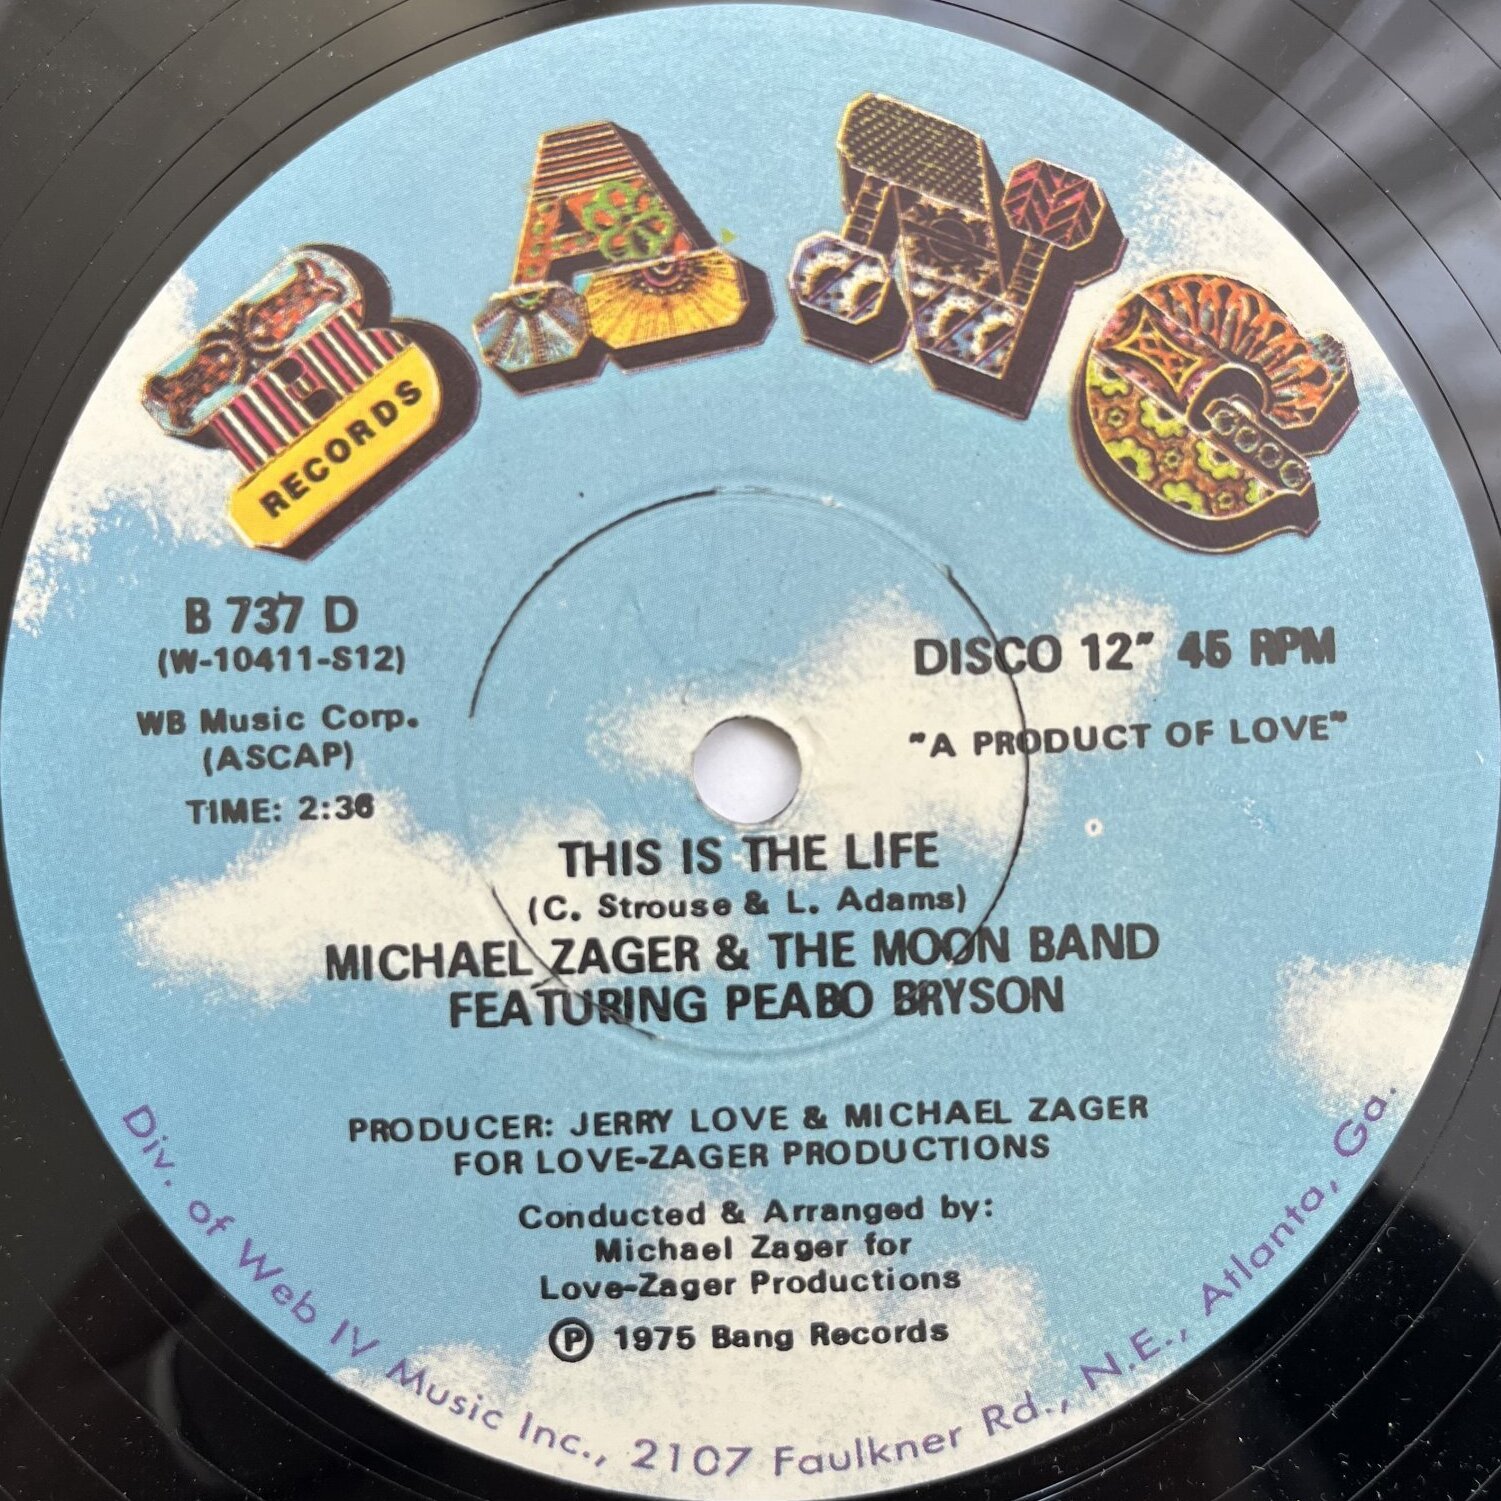 BANG
RECORDS
B 737 D
(W-10411-S12)
WB Music Corp.
(ASCAP)
TIME: 2:36
DISCO 12" 45 RPM
"A PRODUCT OF LOVE"
THIS IS THE LIFE
(C. Strouse & L. Adams)
MICHAEL ZAGER & THE MOON BAND
FEATURING PEABO BRYSON
PRODUCER: JERRY LOVE & MICHAEL ZAGER
FOR LOVE-ZAGER PRODUCTIONS
Conducted & Arranged by:
Michael Zager for
Love-Zager Productions
Ⓟ 1975 Bang Records
Div. of Web IV Music Inc., 2107 Faulkner Rd., N.E., Atlanta, Ga.